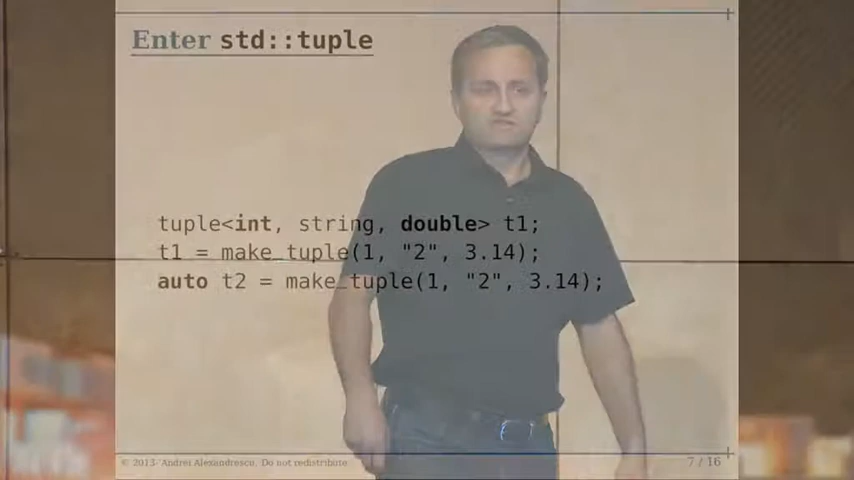 Enter std::tuple
tuple<int, string, double> t1;
t1 = make_tuple(1, "2", 3.14);
auto t2 = make_tuple(1, "2", 3.14);
© 2013- Andrei Alexandrescu. Do not redistribute.
7 / 16